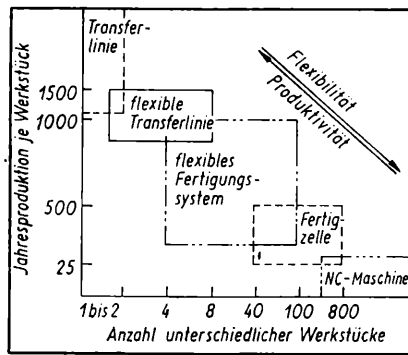 Transfer-
linie
flexible
Transferlinie
flexibles
Fertigungs-
system
Fertig.
zelle
NC-Maschine
Flexibilität
Produktivität
Jahresproduktion je Werkstück
1500
1000
500
25
1 bis 2 4 8 40 100 800
Anzahl unterschiedlicher Werkstücke